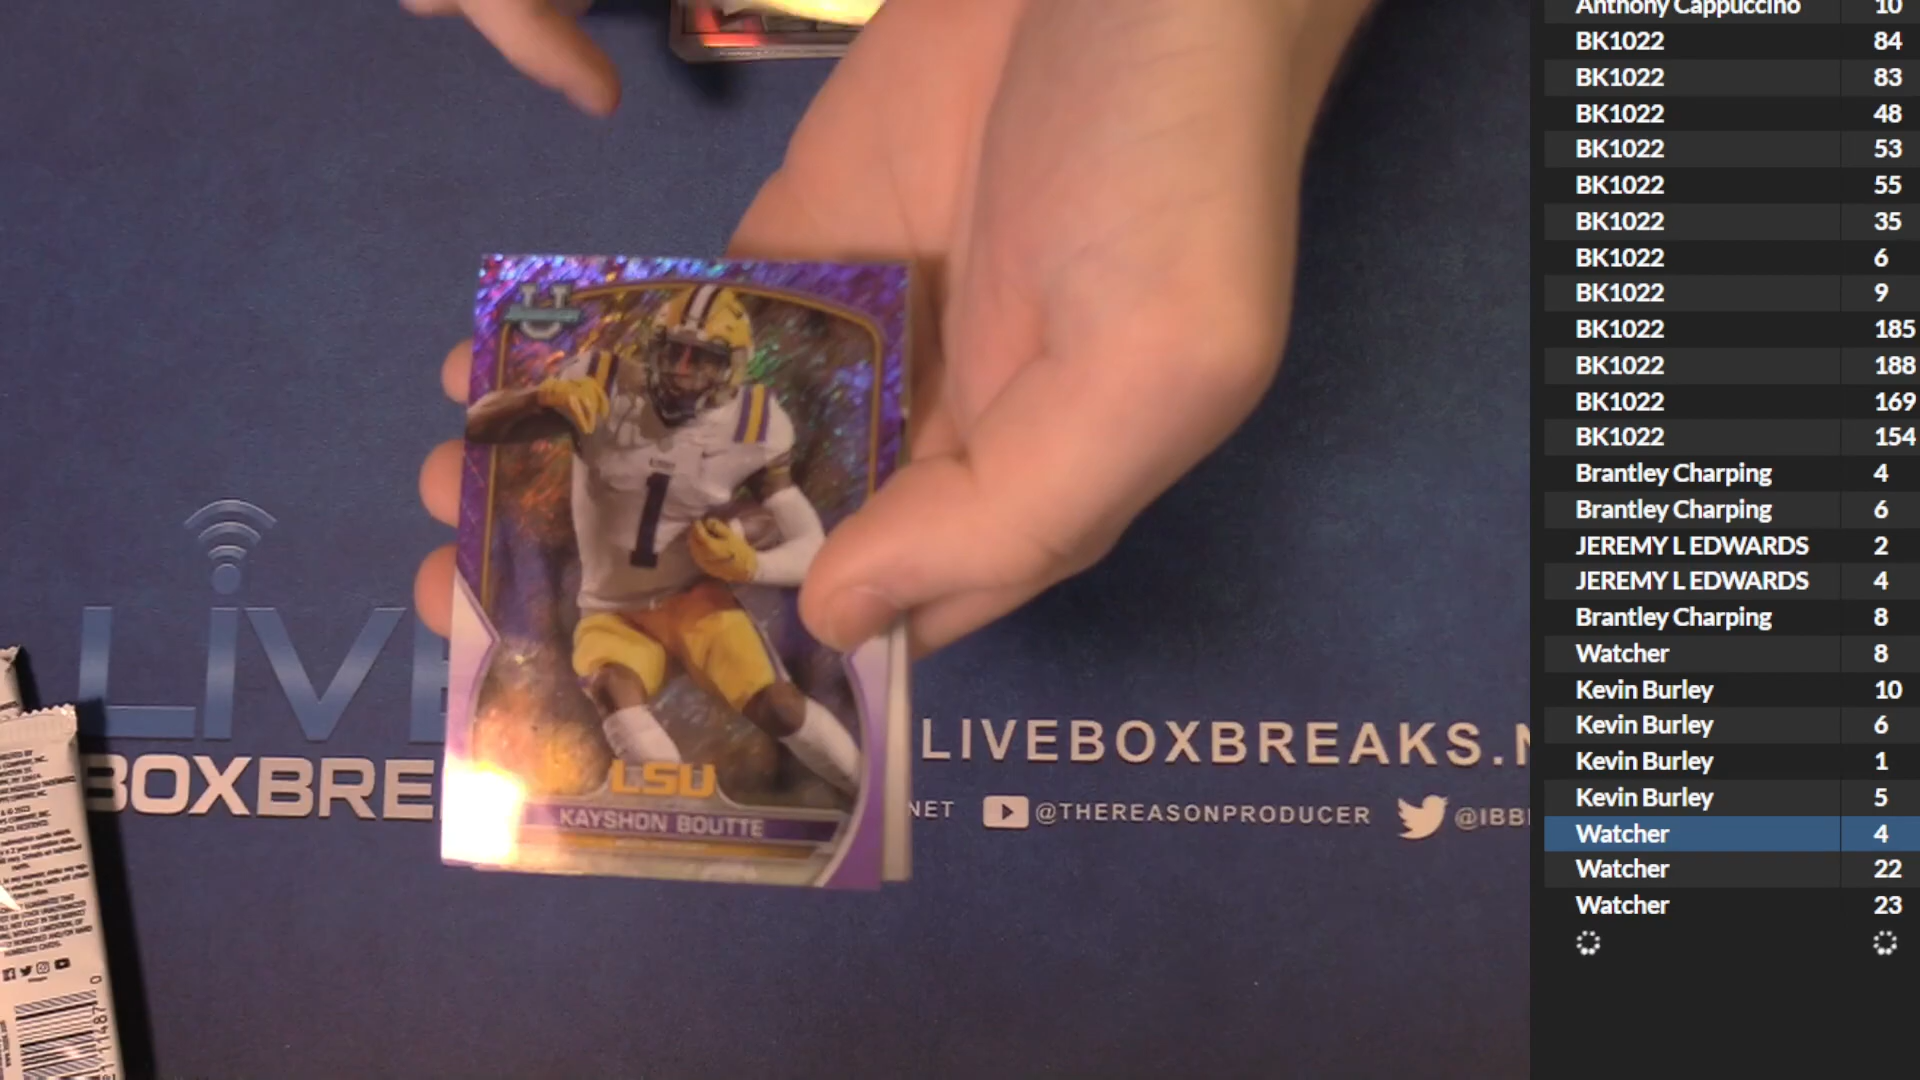 Anthony Cappuccino 10
BK1022 84
BK1022 83
BK1022 48
BK1022 53
BK1022 55
BK1022 35
BK1022 6
BK1022 9
BK1022 185
BK1022 188
BK1022 169
BK1022 154
Brantley Charping 4
Brantley Charping 6
JEREMY L EDWARDS 2
JEREMY L EDWARDS 4
Brantley Charping 8
Watcher 8
Kevin Burley 10
Kevin Burley 6
Kevin Burley 1
Kevin Burley 5
Watcher 4
Watcher 22
Watcher 23
U
1
LSU
KAYSHON BOUTTE
LiV
BOXBRE
LIVEBOXBREAKS.N
NET @THEREASONPRODUCER @IBB